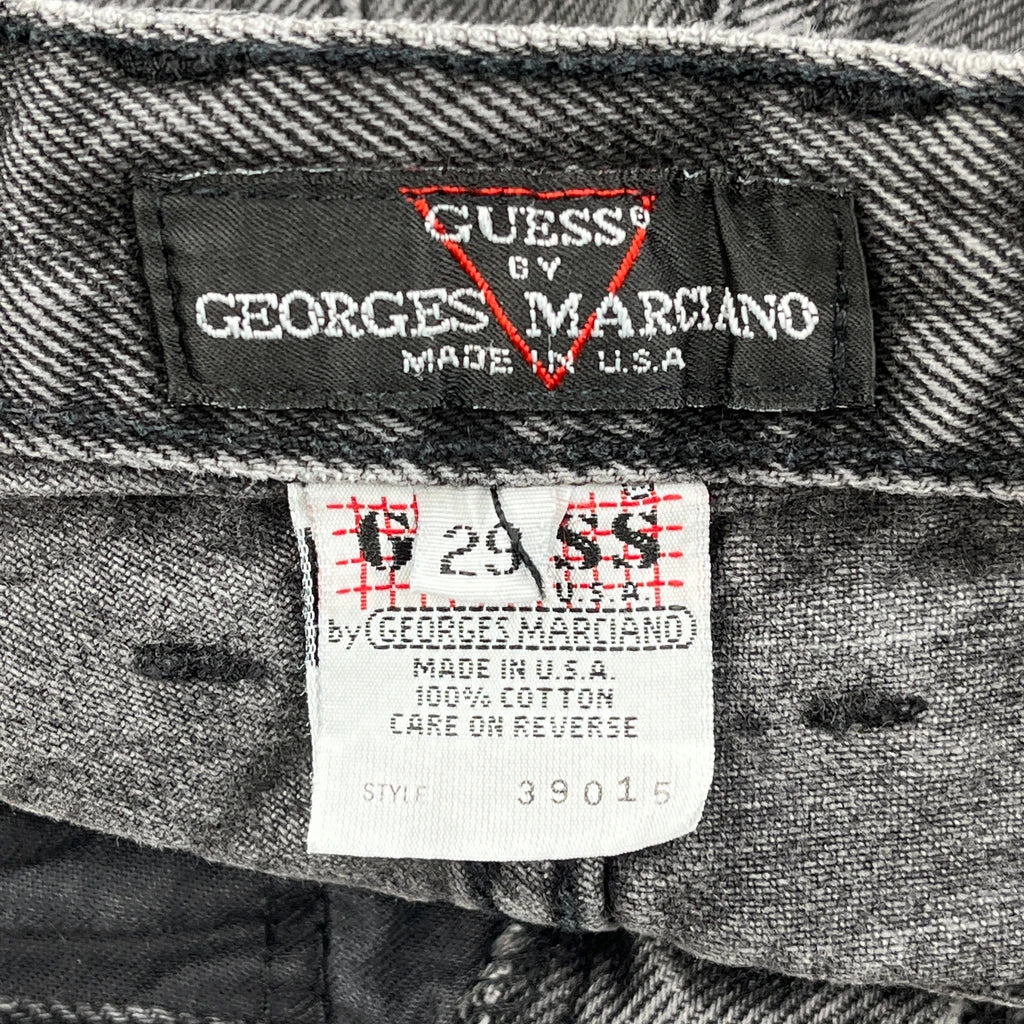 GUESS®
BY
GEORGES MARCIANO
MADE IN U.S.A
G 29 SS
U.S.A.
by GEORGES MARCIANO
MADE IN U.S.A.
100% COTTON
CARE ON REVERSE
STYLE 39015